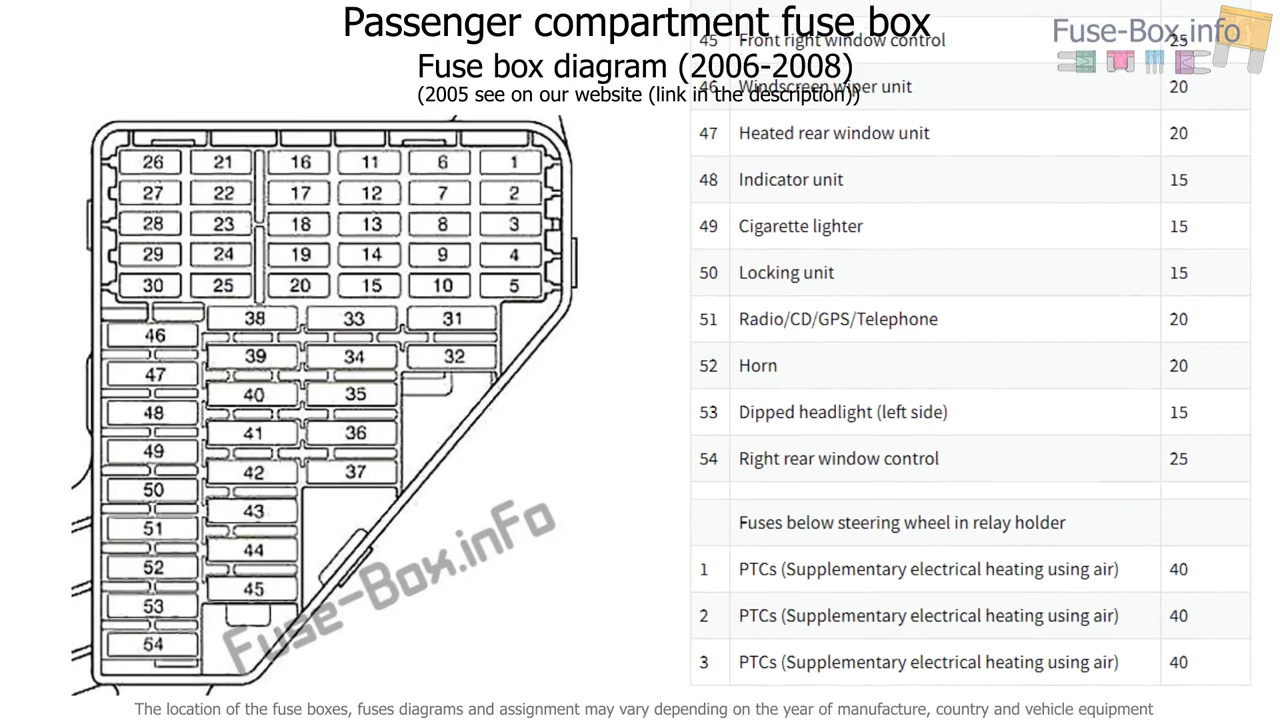 Passenger compartment fuse box
Fuse box diagram (2006-2008)
(2005 see on our website (link in the description))
Fuse-Box.info
26 21 16 11 6 1
27 22 17 12 7 2
28 23 18 13 8 3
29 24 19 14 9 4
30 25 20 15 10 5
38 33 31
46
39 34 32
47
40 35
48
41 36
49
42 37
50
43
51
44
52
45
53
54
Fuse-Box.info
45 Front right window control 25
46 Windscreen wiper unit 20
47 Heated rear window unit 20
48 Indicator unit 15
49 Cigarette lighter 15
50 Locking unit 15
51 Radio/CD/GPS/Telephone 20
52 Horn 20
53 Dipped headlight (left side) 15
54 Right rear window control 25
Fuses below steering wheel in relay holder
1 PTCs (Supplementary electrical heating using air) 40
2 PTCs (Supplementary electrical heating using air) 40
3 PTCs (Supplementary electrical heating using air) 40
The location of the fuse boxes, fuses diagrams and assignment may vary depending on the year of manufacture, country and vehicle equipment